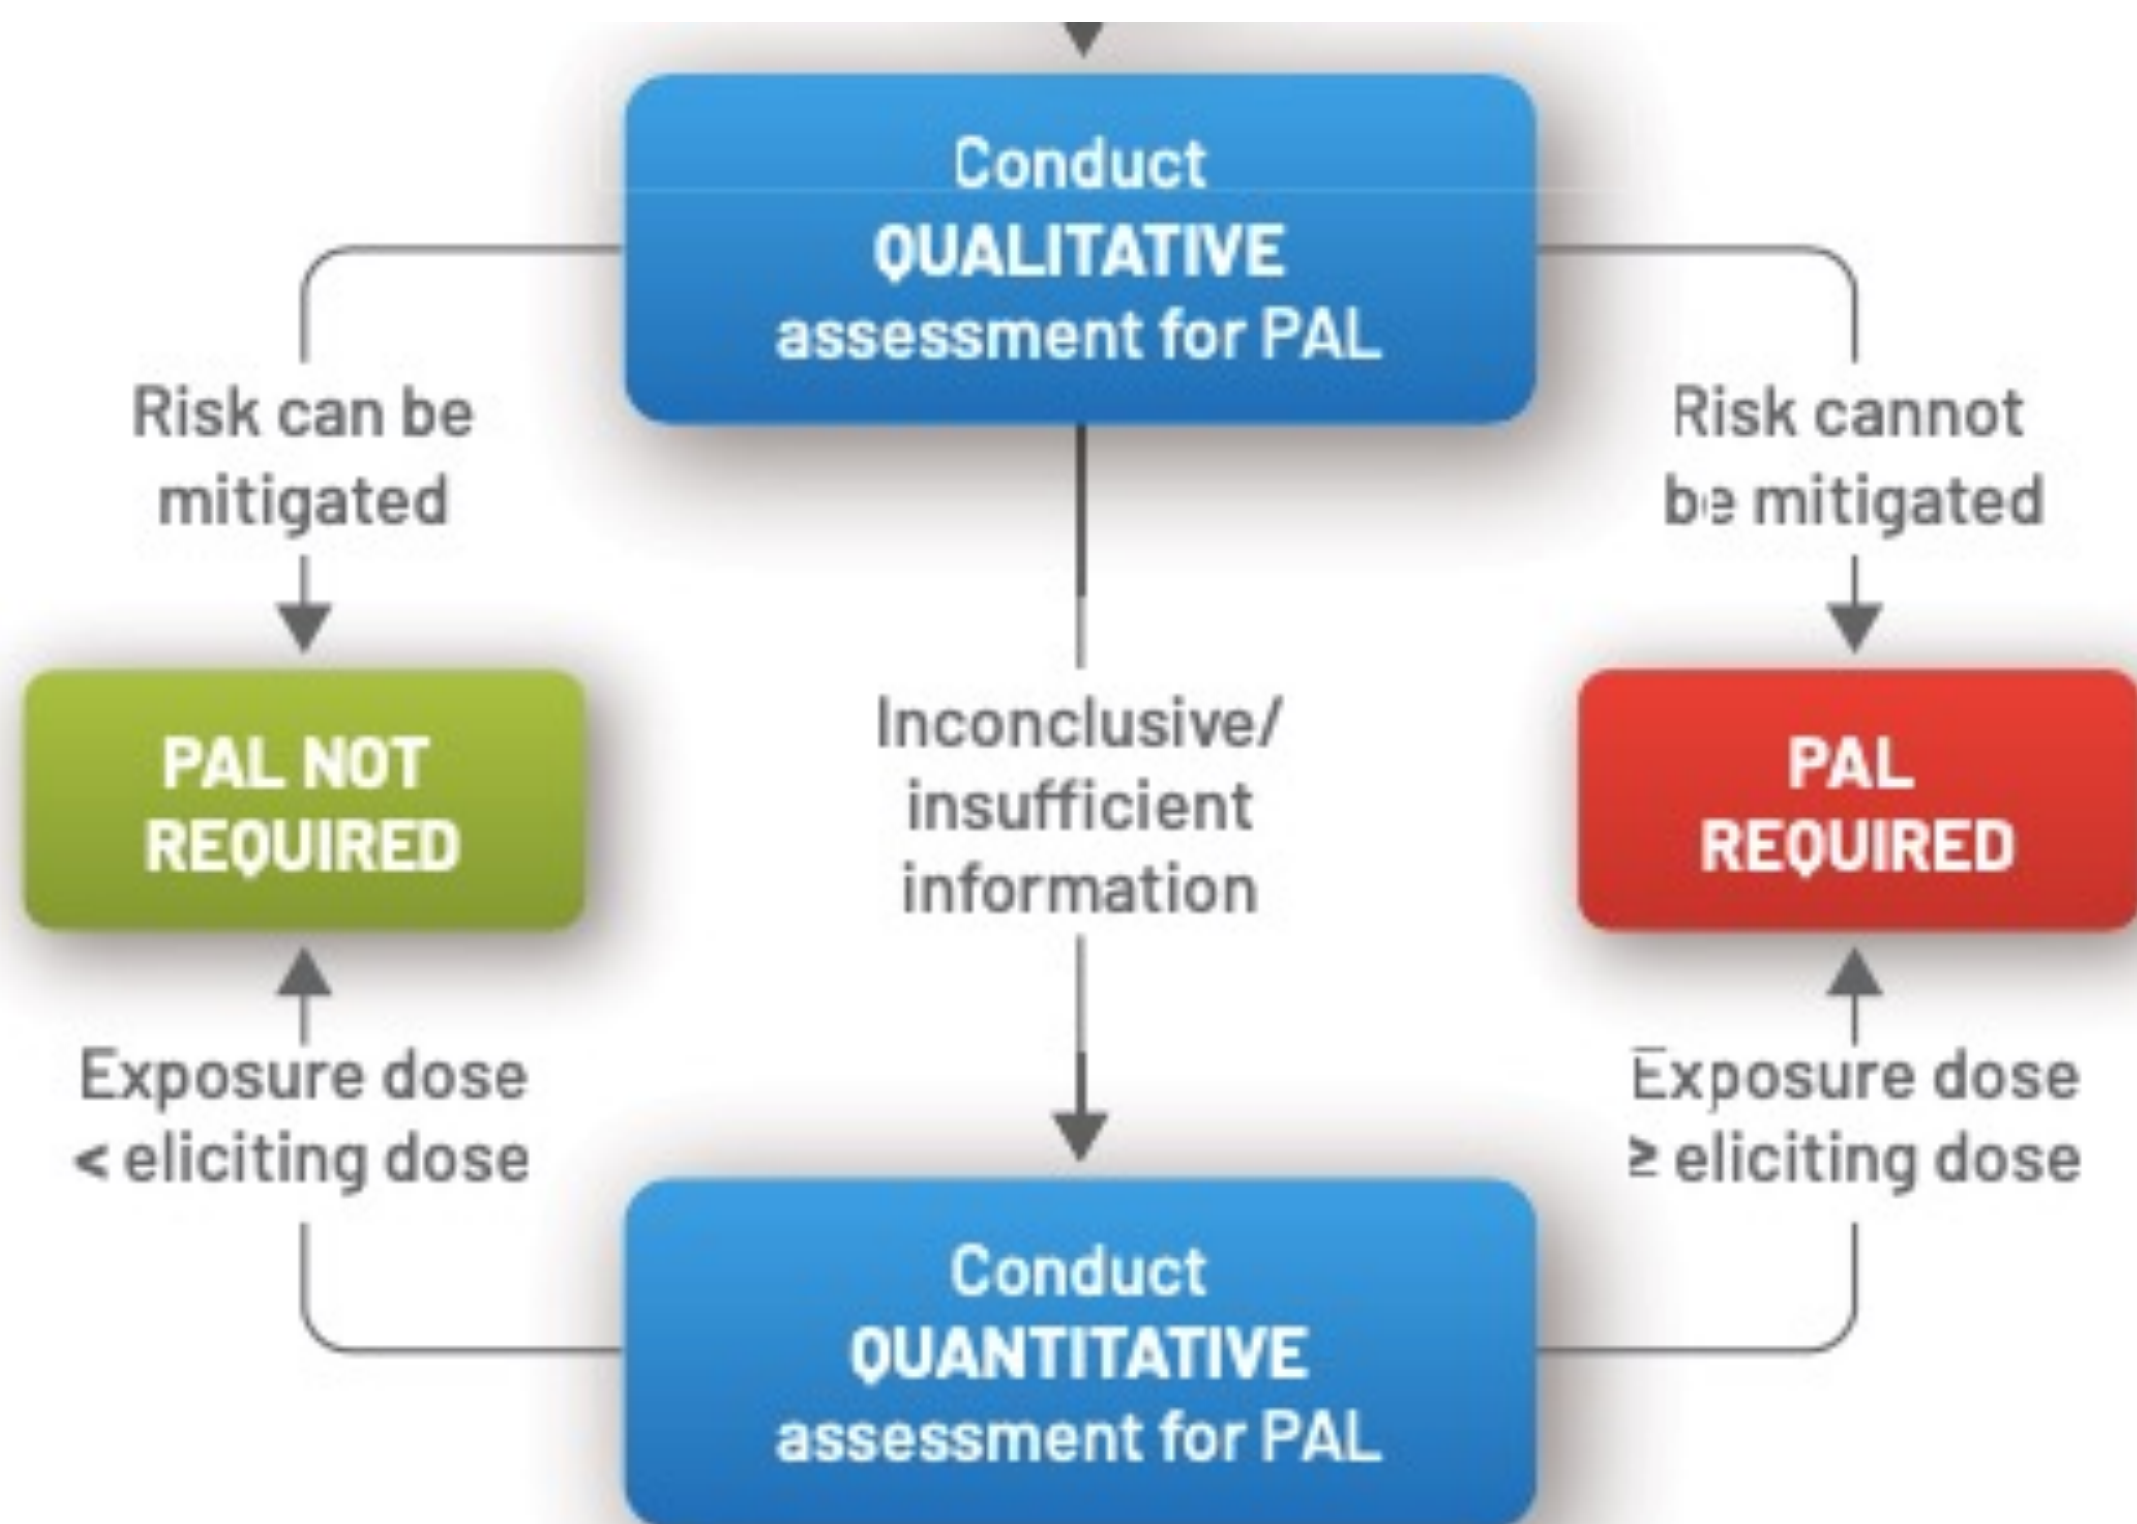 Conduct
QUALITATIVE
assessment for PAL
Risk can be
mitigated
Risk cannot
be mitigated
PAL NOT
REQUIRED
Inconclusive/
insufficient
information
PAL
REQUIRED
Exposure dose
< eliciting dose
Exposure dose
≥ eliciting dose
Conduct
QUANTITATIVE
assessment for PAL